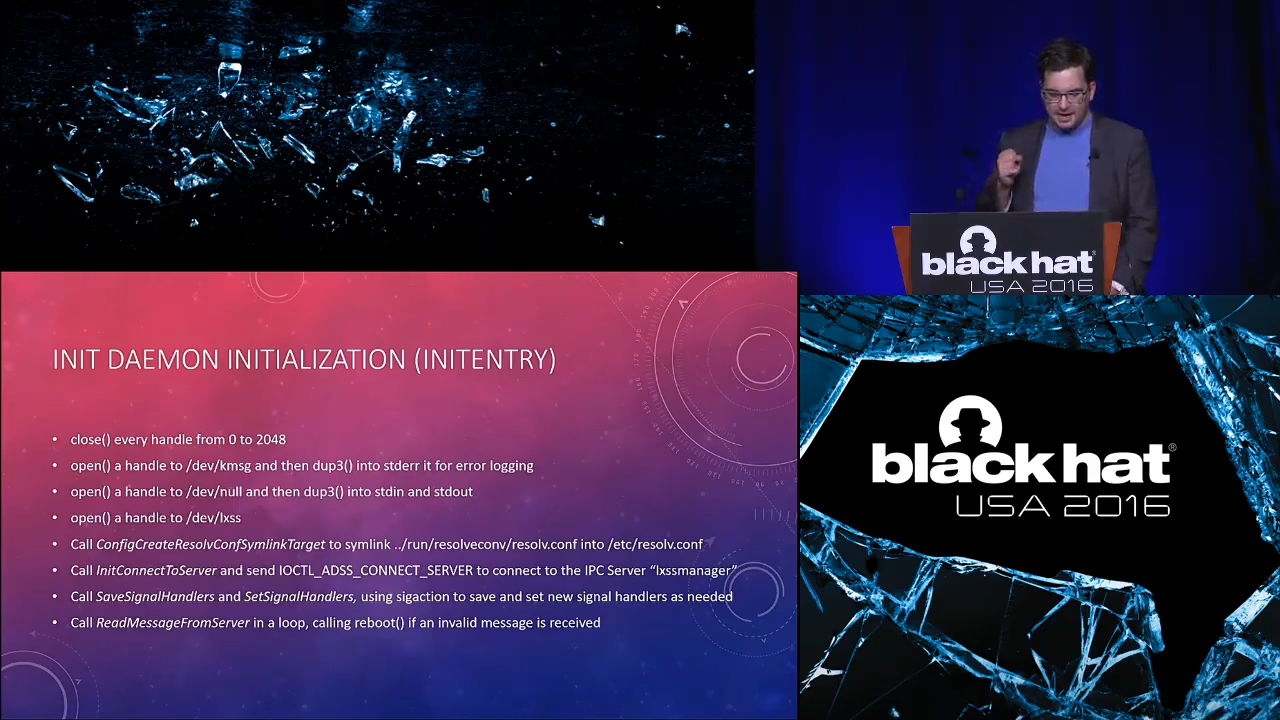 black hat®
USA 2016
INIT DAEMON INITIALIZATION (INITENTRY)
• close() every handle from 0 to 2048
• open() a handle to /dev/kmsg and then dup3() into stderr it for error logging
• open() a handle to /dev/null and then dup3() into stdin and stdout
• open() a handle to /dev/lxss
• Call ConfigCreateResolvConfSymlinkTarget to symlink ../run/resolveconv/resolv.conf into /etc/resolv.conf
• Call InitConnectToServer and send IOCTL_ADSS_CONNECT_SERVER to connect to the IPC Server “lxssmanager”
• Call SaveSignalHandlers and SetSignalHandlers, using sigaction to save and set new signal handlers as needed
• Call ReadMessageFromServer in a loop, calling reboot() if an invalid message is received
black hat®
USA 2016